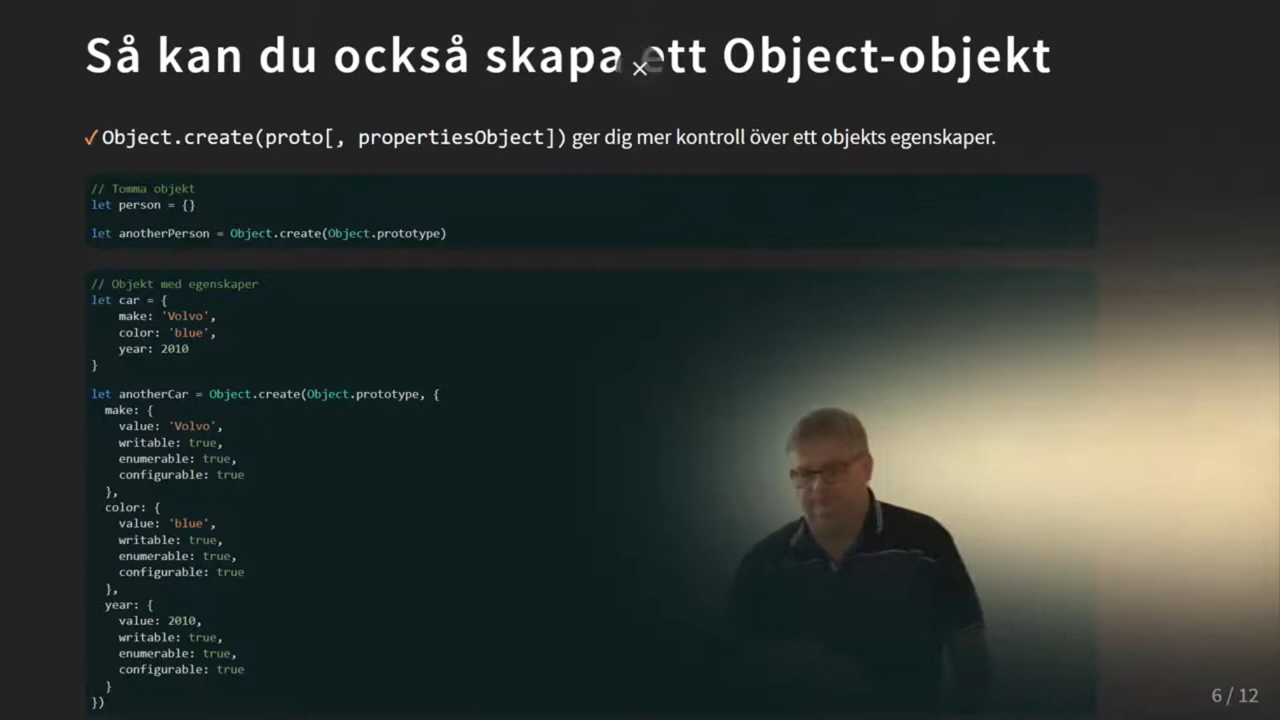 Så kan du också skapa ett Object-objekt
✓Object.create(proto[, propertiesObject]) ger dig mer kontroll över ett objekts egenskaper.
// Tomma objekt
let person = {}
let anotherPerson = Object.create(Object.prototype)
// Objekt med egenskaper
let car = {
make: 'Volvo',
color: 'blue',
year: 2010
}
let anotherCar = Object.create(Object.prototype, {
make: {
value: 'Volvo',
writable: true,
enumerable: true,
configurable: true
},
color: {
value: 'blue',
writable: true,
enumerable: true,
configurable: true
},
year: {
value: 2010,
writable: true,
enumerable: true,
configurable: true
}
})
6 / 12